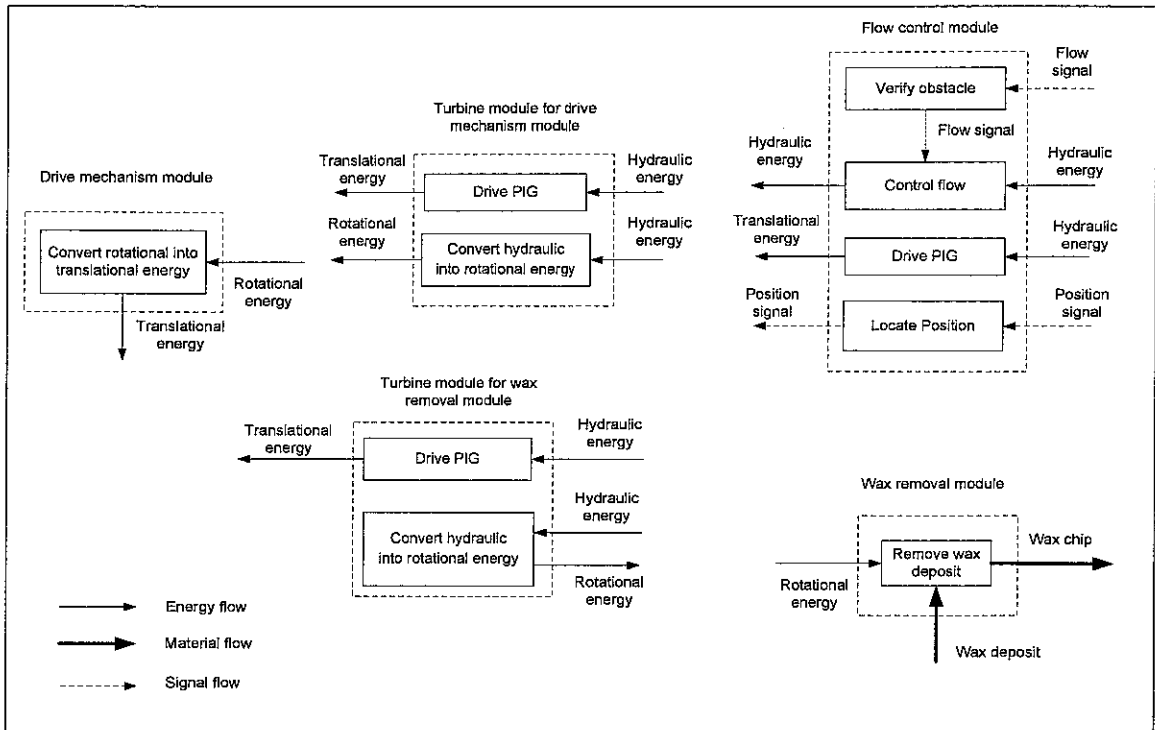 Flow control module
Flow
signal
Verify obstacle
Flow signal
Hydraulic
energy
Control flow
Hydraulic
energy
Translational
energy
Drive PIG
Hydraulic
energy
Position
signal
Locate Position
Position
signal
Turbine module for drive
mechanism module
Translational
energy
Drive PIG
Hydraulic
energy
Rotational
energy
Convert hydraulic
into rotational energy
Hydraulic
energy
Drive mechanism module
Convert rotational into
translational energy
Rotational
energy
Translational
energy
Turbine module for wax
removal module
Translational
energy
Drive PIG
Hydraulic
energy
Hydraulic
energy
Convert hydraulic
into rotational energy
Rotational
energy
Wax removal module
Remove wax
deposit
Wax chip
Rotational
energy
Wax deposit
Energy flow
Material flow
Signal flow